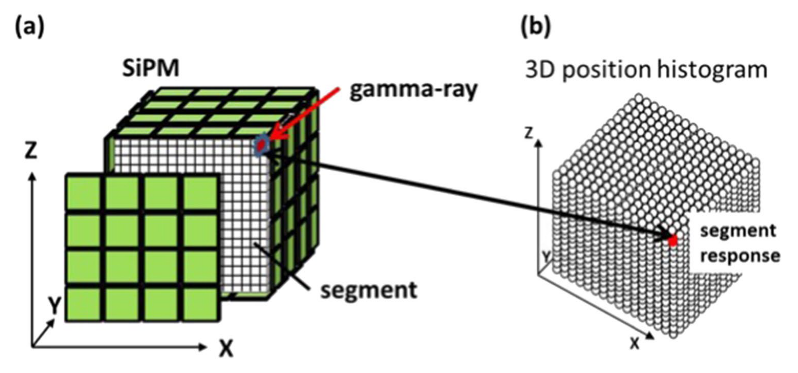 (a)
SiPM
gamma-ray
Z
Y
X
segment
(b)
3D position histogram
Z
Y
X
segment
response